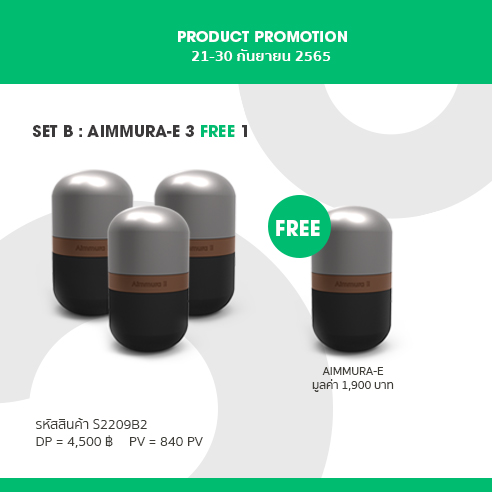 PRODUCT PROMOTION
21-30 กันยายน 2565
SET B : AIMMURA-E 3 FREE 1
FREE
Aimmura
Aimmura X
AIMMURA-E
มูลค่า 1,900 บาท
รหัสสินค้า S2209B2
DP = 4,500 ฿ PV = 840 PV